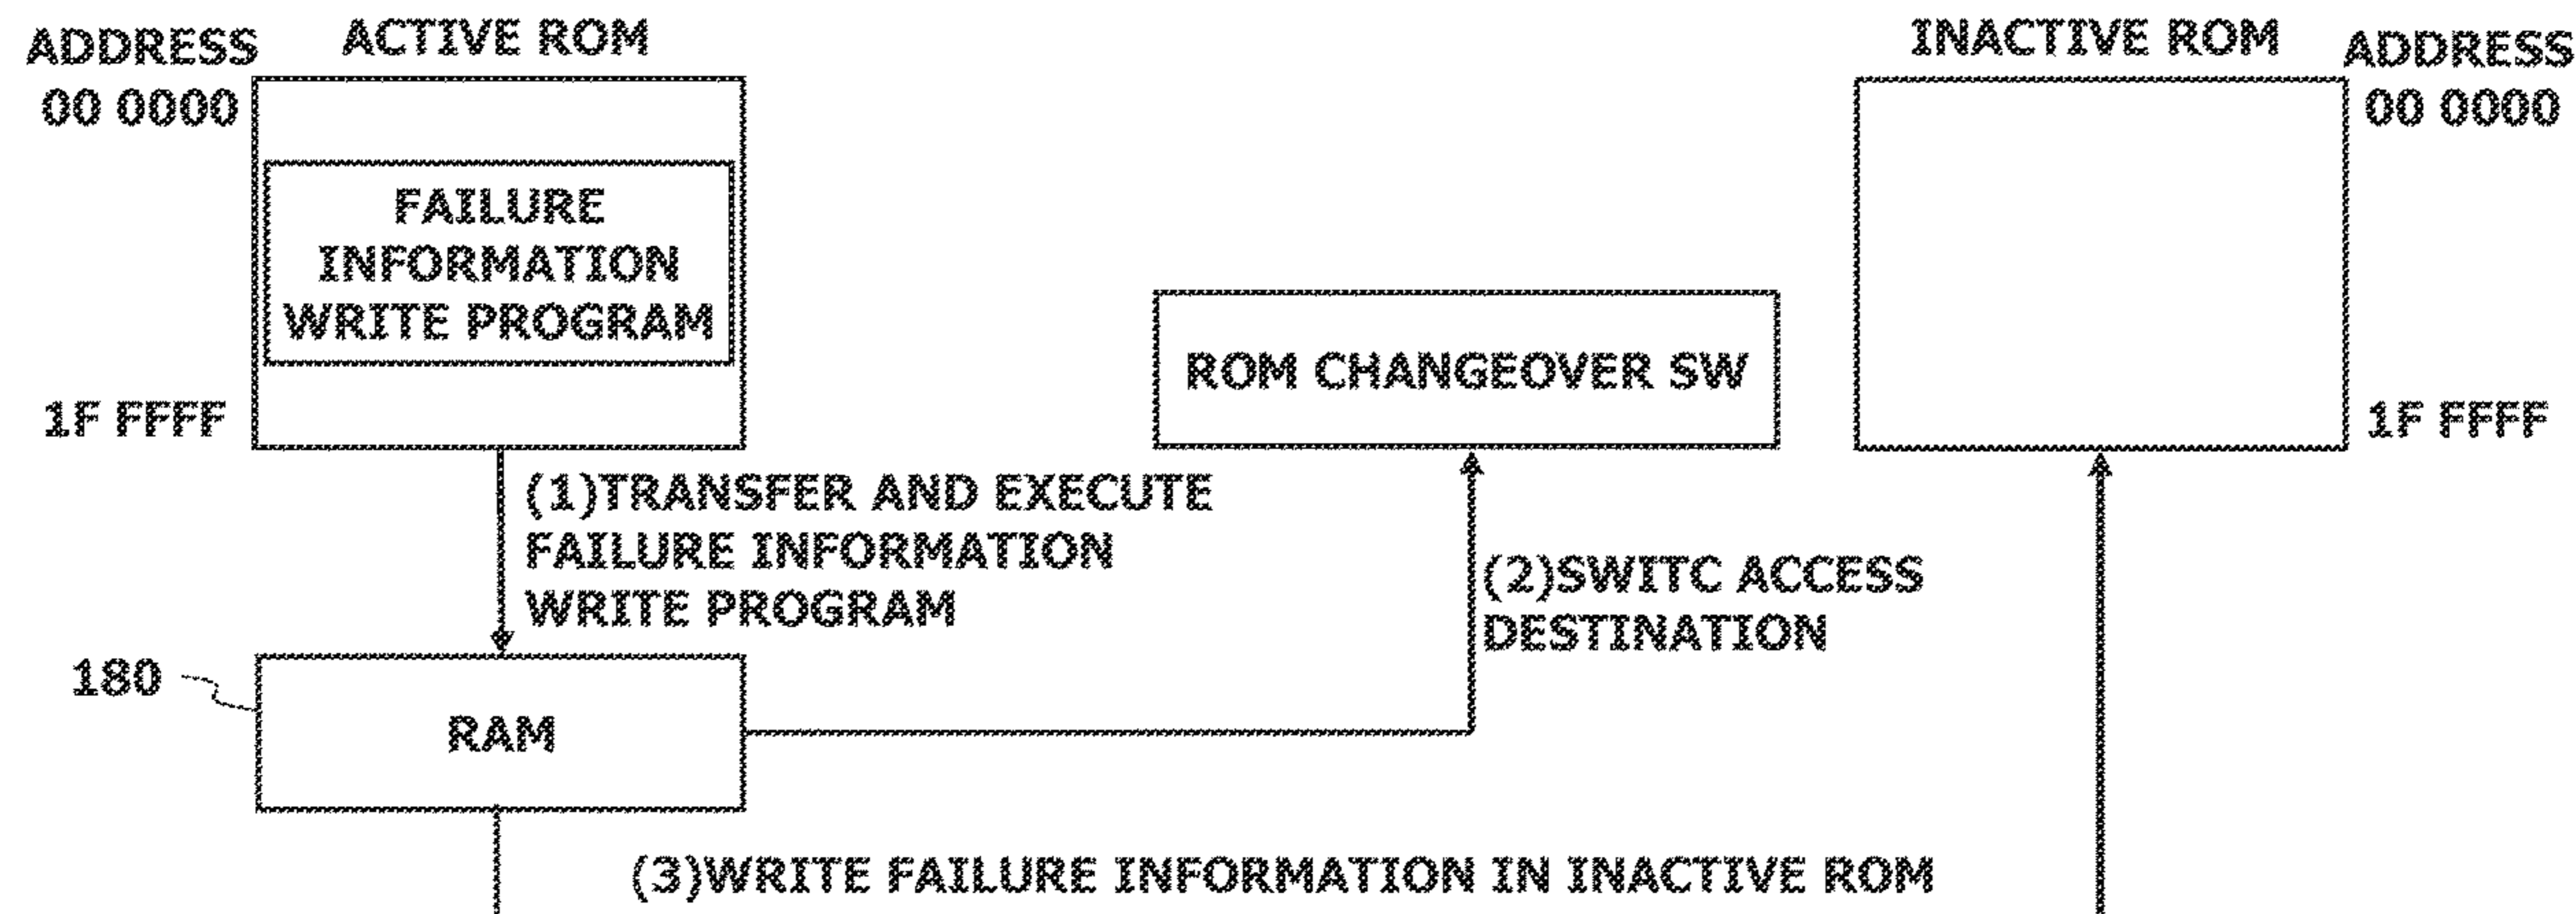 ADDRESS
ACTIVE ROM
00 0000
FAILURE
INFORMATION
WRITE PROGRAM
1F FFFF
INACTIVE ROM
ADDRESS
00 0000
1F FFFF
ROM CHANGEOVER SW
(1)TRANSFER AND EXECUTE
FAILURE INFORMATION
WRITE PROGRAM
(2)SWITC ACCESS
DESTINATION
180
RAM
(3)WRITE FAILURE INFORMATION IN INACTIVE ROM